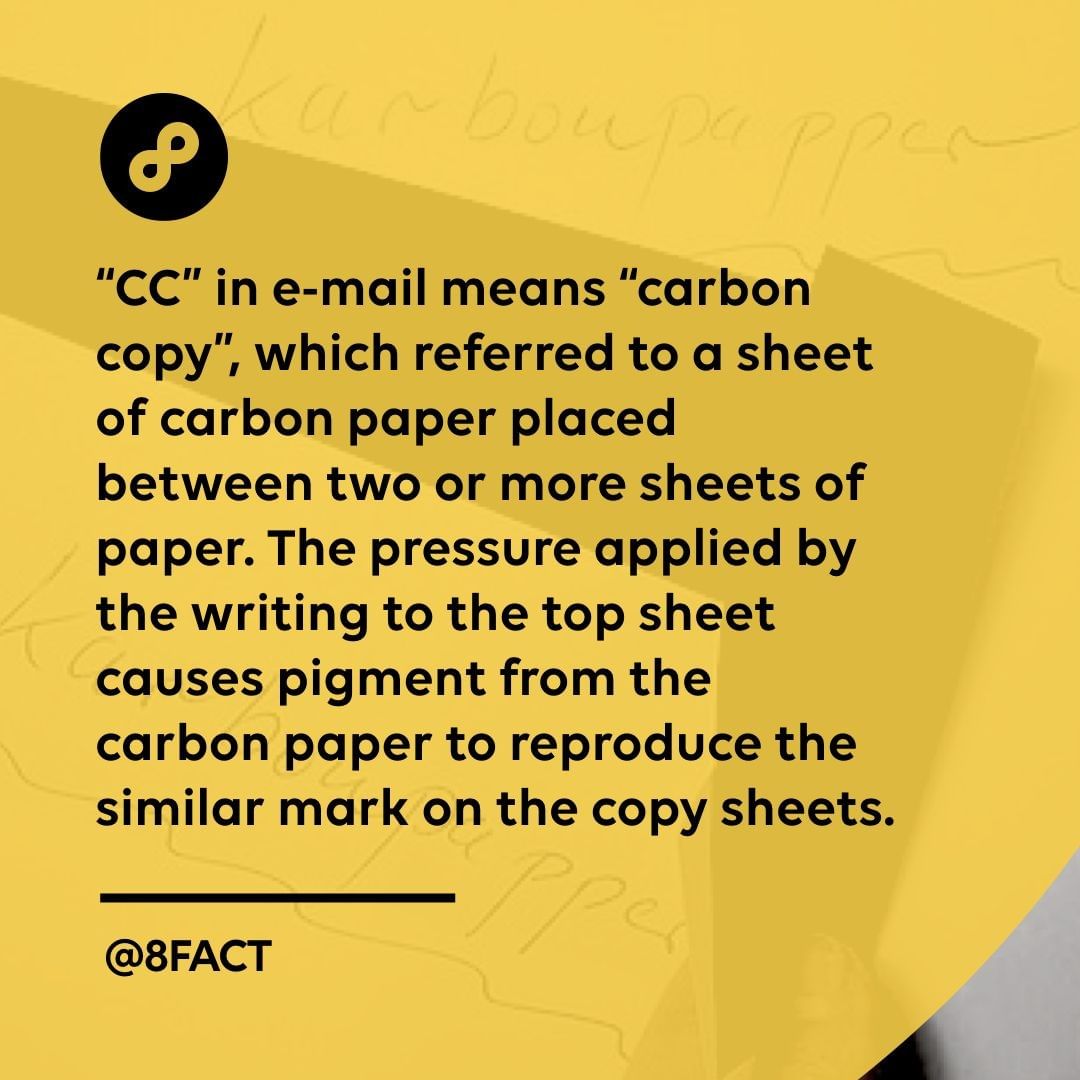 karbonpapper
“CC” in e-mail means “carbon
copy”, which referred to a sheet
of carbon paper placed
between two or more sheets of
paper. The pressure applied by
the writing to the top sheet
causes pigment from the
carbon paper to reproduce the
similar mark on the copy sheets.
karbonpapper
@8FACT